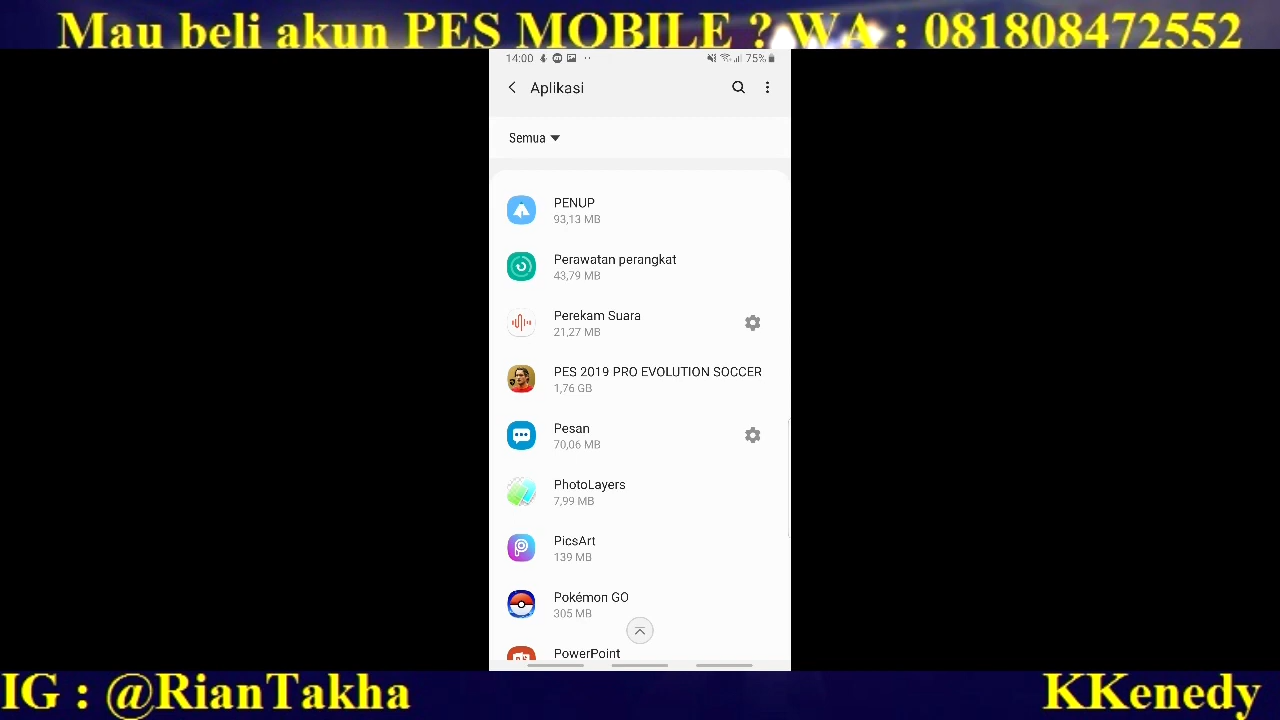 Mau beli akun PES MOBILE ? WA : 081808472552
14:00 75%
Aplikasi
Semua
PENUP
93,13 MB
Perawatan perangkat
43,79 MB
Perekam Suara
21,27 MB
PES 2019 PRO EVOLUTION SOCCER
1,76 GB
Pesan
70,06 MB
PhotoLayers
7,99 MB
PicsArt
139 MB
Pokémon GO
305 MB
PowerPoint
IG : @RianTakha KKenedy